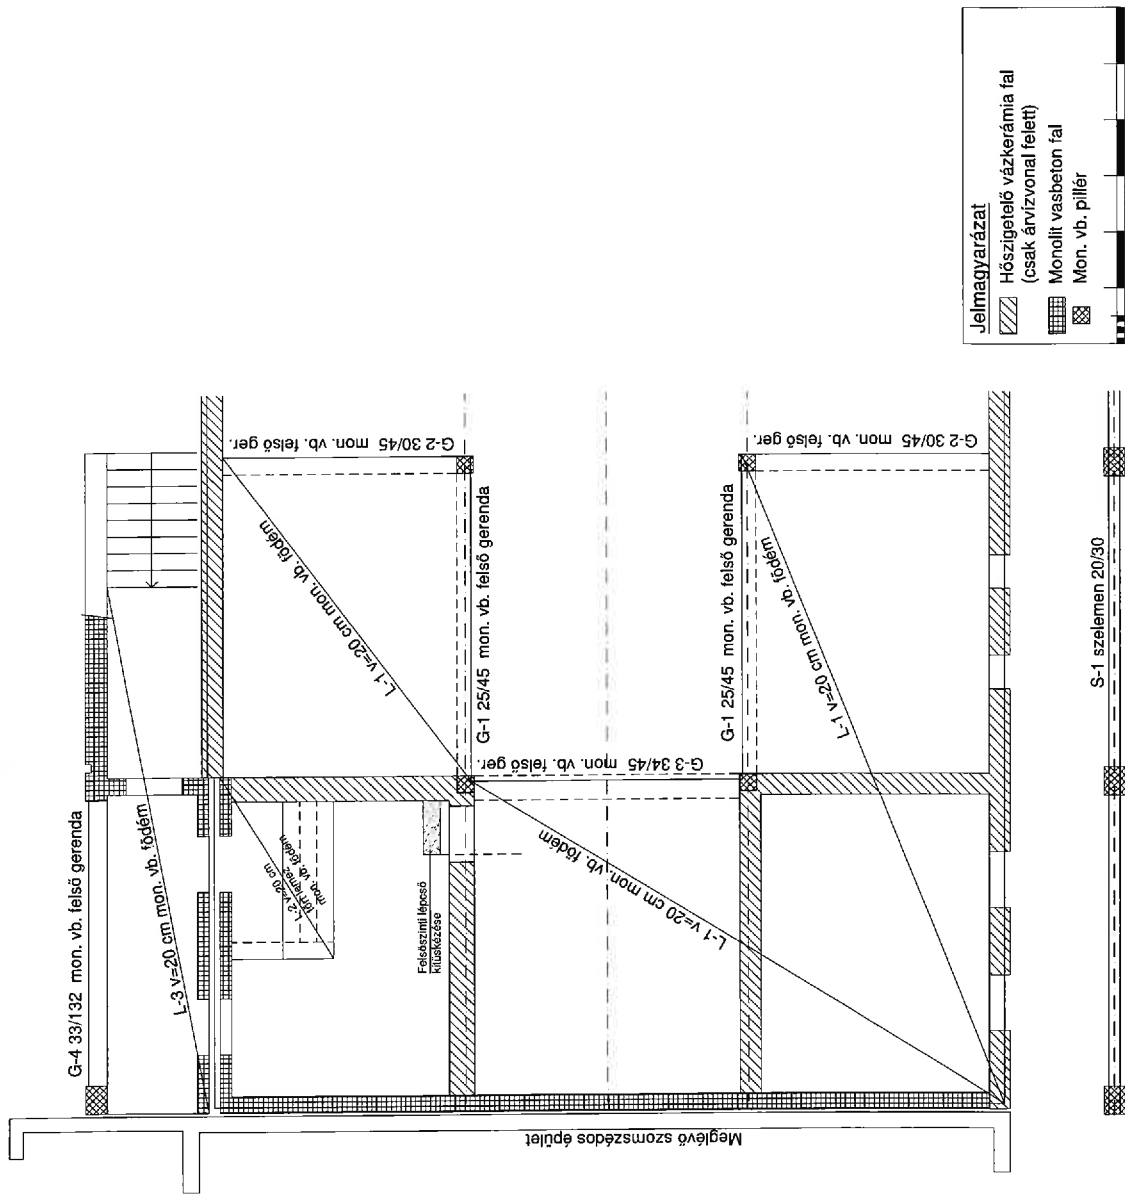 G-4 33/132 mon. vb. felső gerenda
L-3 v=20 cm mon. vb. födém
G-2 30/45 mon. vb. felső ger.
L-1 v=20 cm mon. vb. födém
G-1 25/45 mon. vb. felső gerenda
G-3 34/45 mon. vb. felső ger.
L-2 v=20 cm
tört lemez
mon. vb. födém
Felsőszinti lépcső
kitüskézése
L-1 v=20 cm mon. vb. födém
G-1 25/45 mon. vb. felső gerenda
G-2 30/45 mon. vb. felső ger.
L-1 v=20 cm mon. vb. födém
Meglévő szomszédos épület
S-1 szelemen 20/30
Jelmagyarázat
Hőszigetelő vázkerámia fal
(csak árvízvonal felett)
Monolit vasbeton fal
Mon. vb. pillér